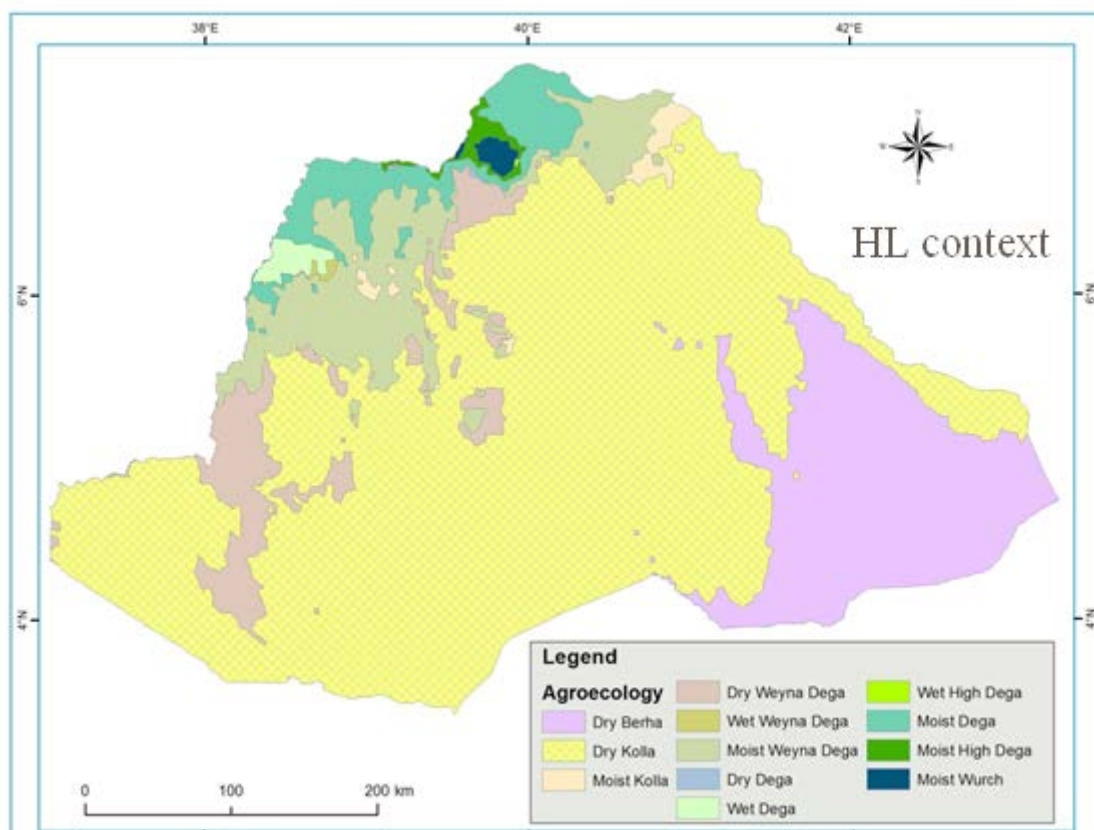 38°E 40°E 42°E
N
W E
S
HL context
6°N 6°N
4°N 4°N
Legend
Agroecology
Dry Berha
Dry Kolla
Moist Kolla
Dry Weyna Dega
Wet Weyna Dega
Moist Weyna Dega
Dry Dega
Wet Dega
Wet High Dega
Moist Dega
Moist High Dega
Moist Wurch
0 100 200 km